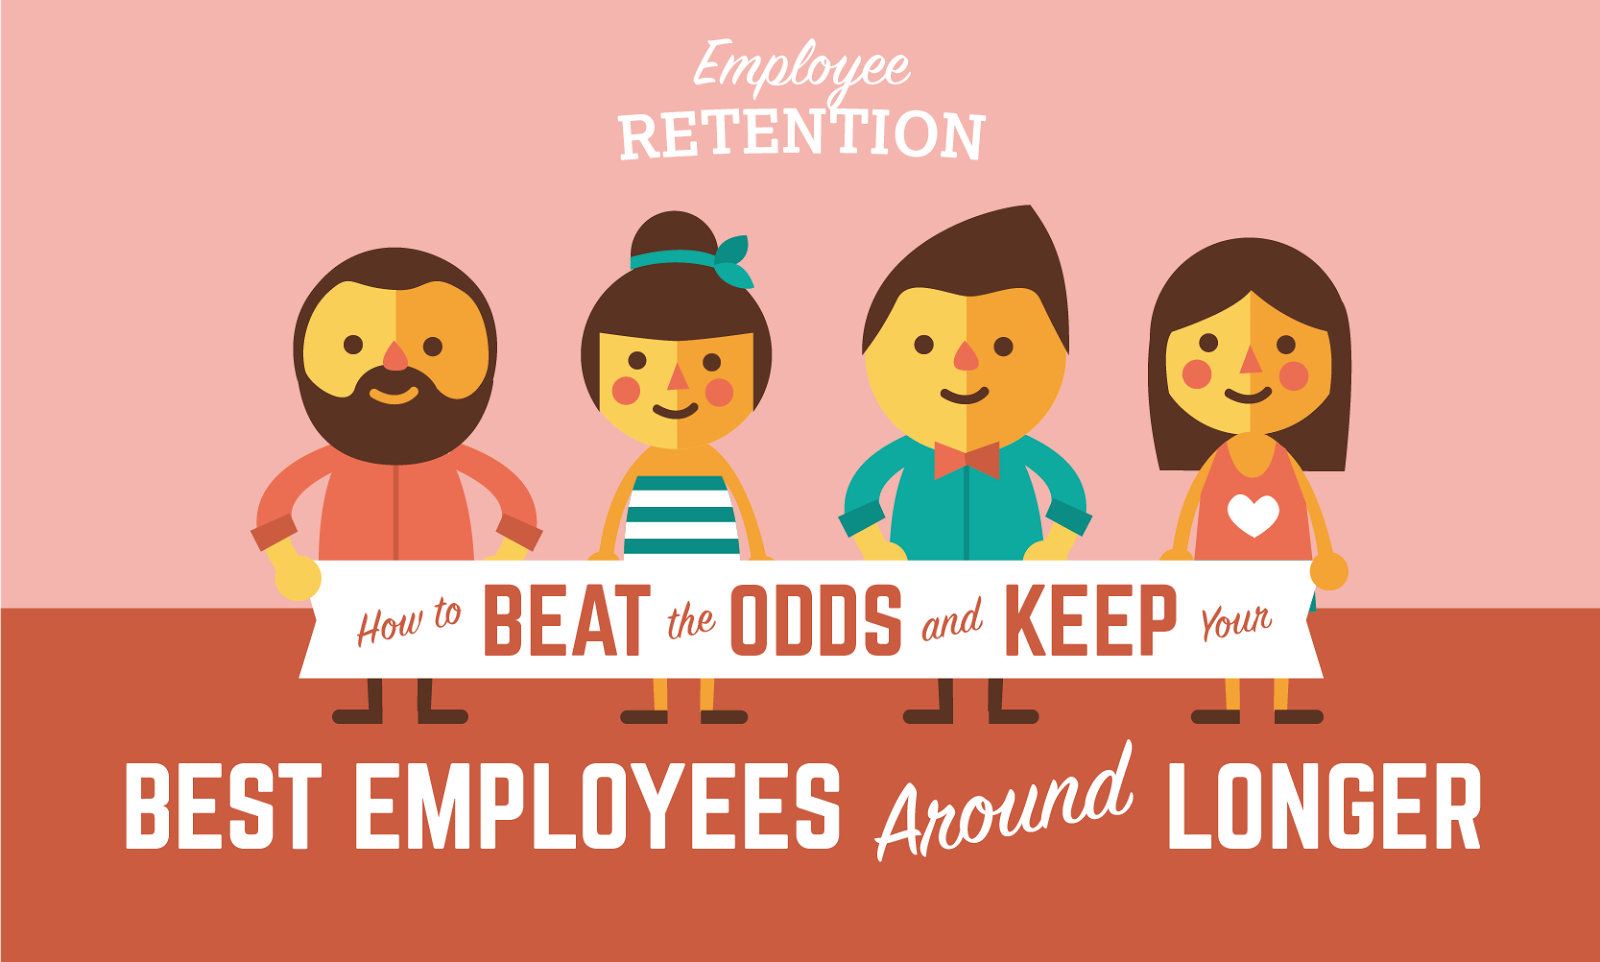 Employee
RETENTION
How to BEAT the ODDS and KEEP Your
BEST EMPLOYEES Around LONGER